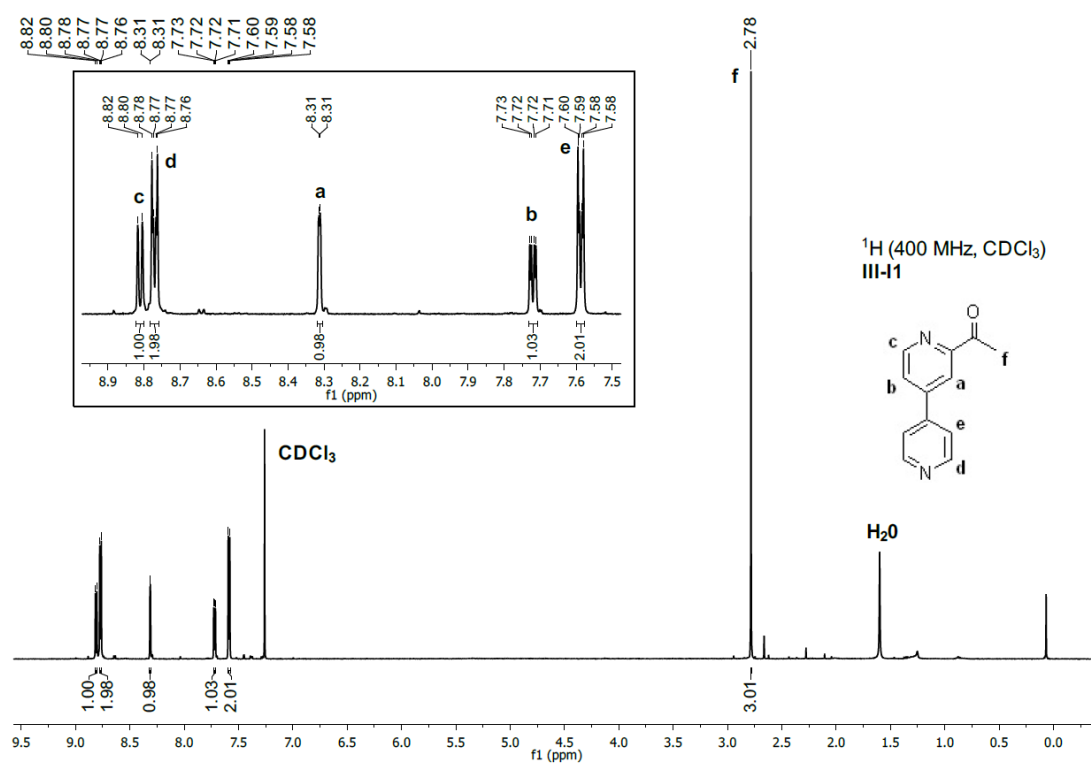 8.82 8.80 8.78 8.77 8.77 8.76 8.31 8.31 7.73 7.72 7.72 7.71 7.60 7.59 7.58 7.58
2.78
f
8.82 8.80 8.78 8.77 8.77 8.76 8.31 8.31 7.73 7.72 7.72 7.71 7.60 7.59 7.58 7.58
c d a b e
1.00 1.98 0.98 1.03 2.01
8.9 8.8 8.7 8.6 8.5 8.4 8.3 8.2 8.1 8.0 7.9 7.8 7.7 7.6 7.5
f1 (ppm)
¹H (400 MHz, CDCl₃)
III-I1
O
N
c
f
b
a
e
d
N
CDCl₃
H₂0
1.00 1.98 0.98 1.03 2.01 3.01
9.5 9.0 8.5 8.0 7.5 7.0 6.5 6.0 5.5 5.0 4.5 4.0 3.5 3.0 2.5 2.0 1.5 1.0 0.5 0.0
f1 (ppm)